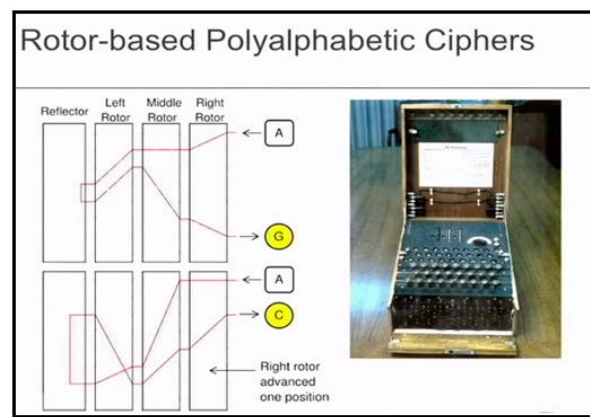 Rotor-based Polyalphabetic Ciphers
Reflector
Left
Rotor
Middle
Rotor
Right
Rotor
A
G
A
C
Right rotor
advanced
one position